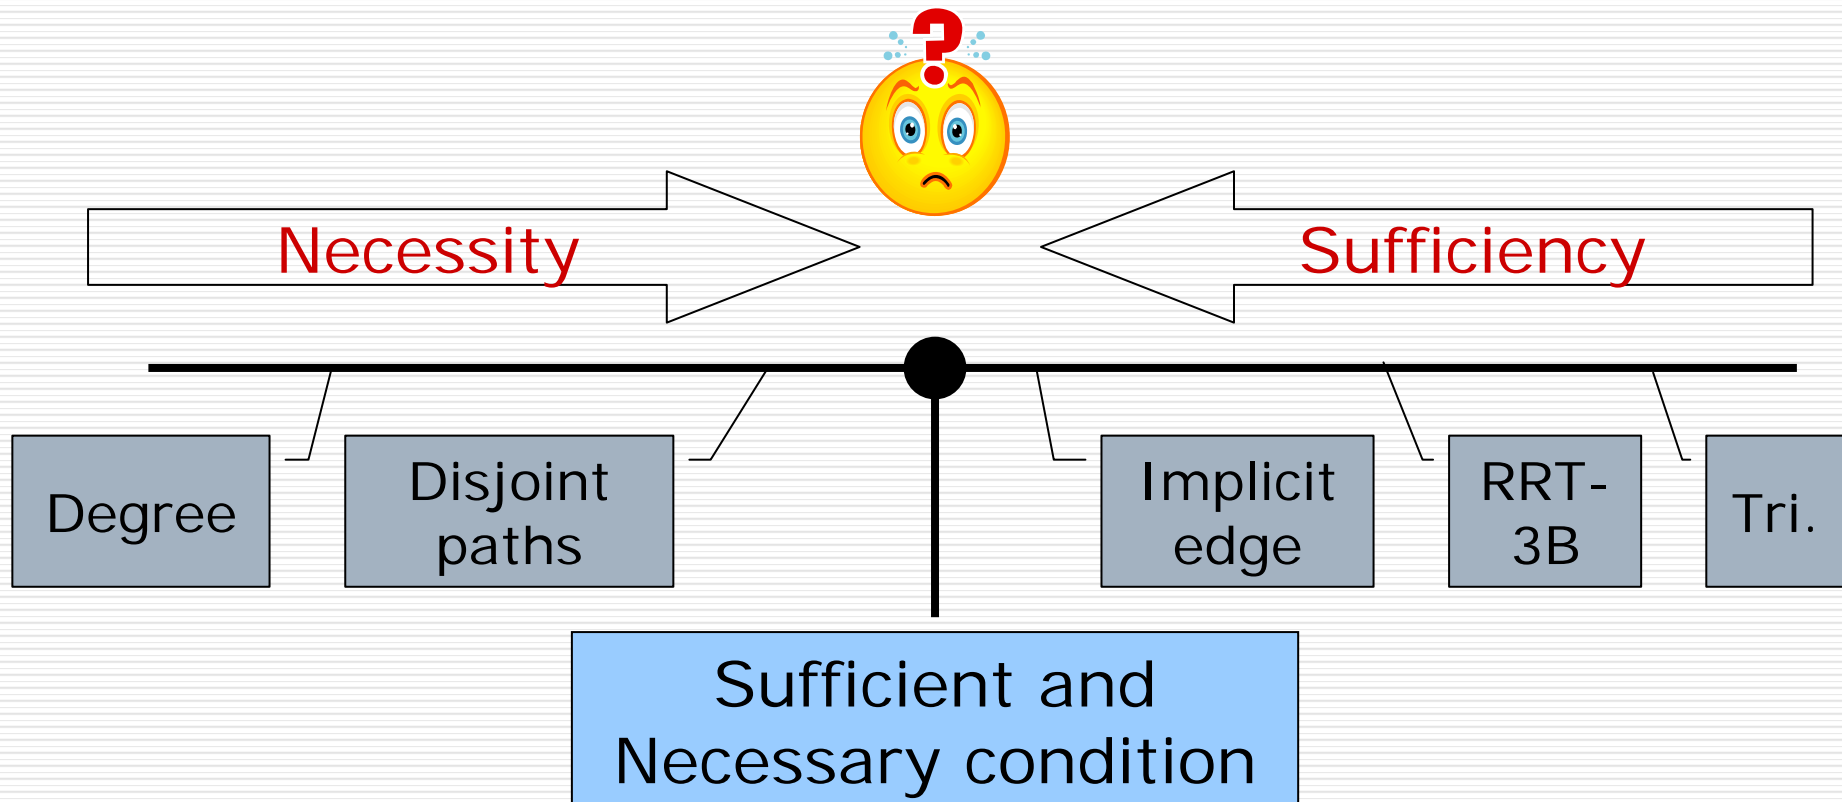 ?
Necessity
Sufficiency
Degree
Disjoint
paths
Implicit
edge
RRT-
3B
Tri.
Sufficient and
Necessary condition